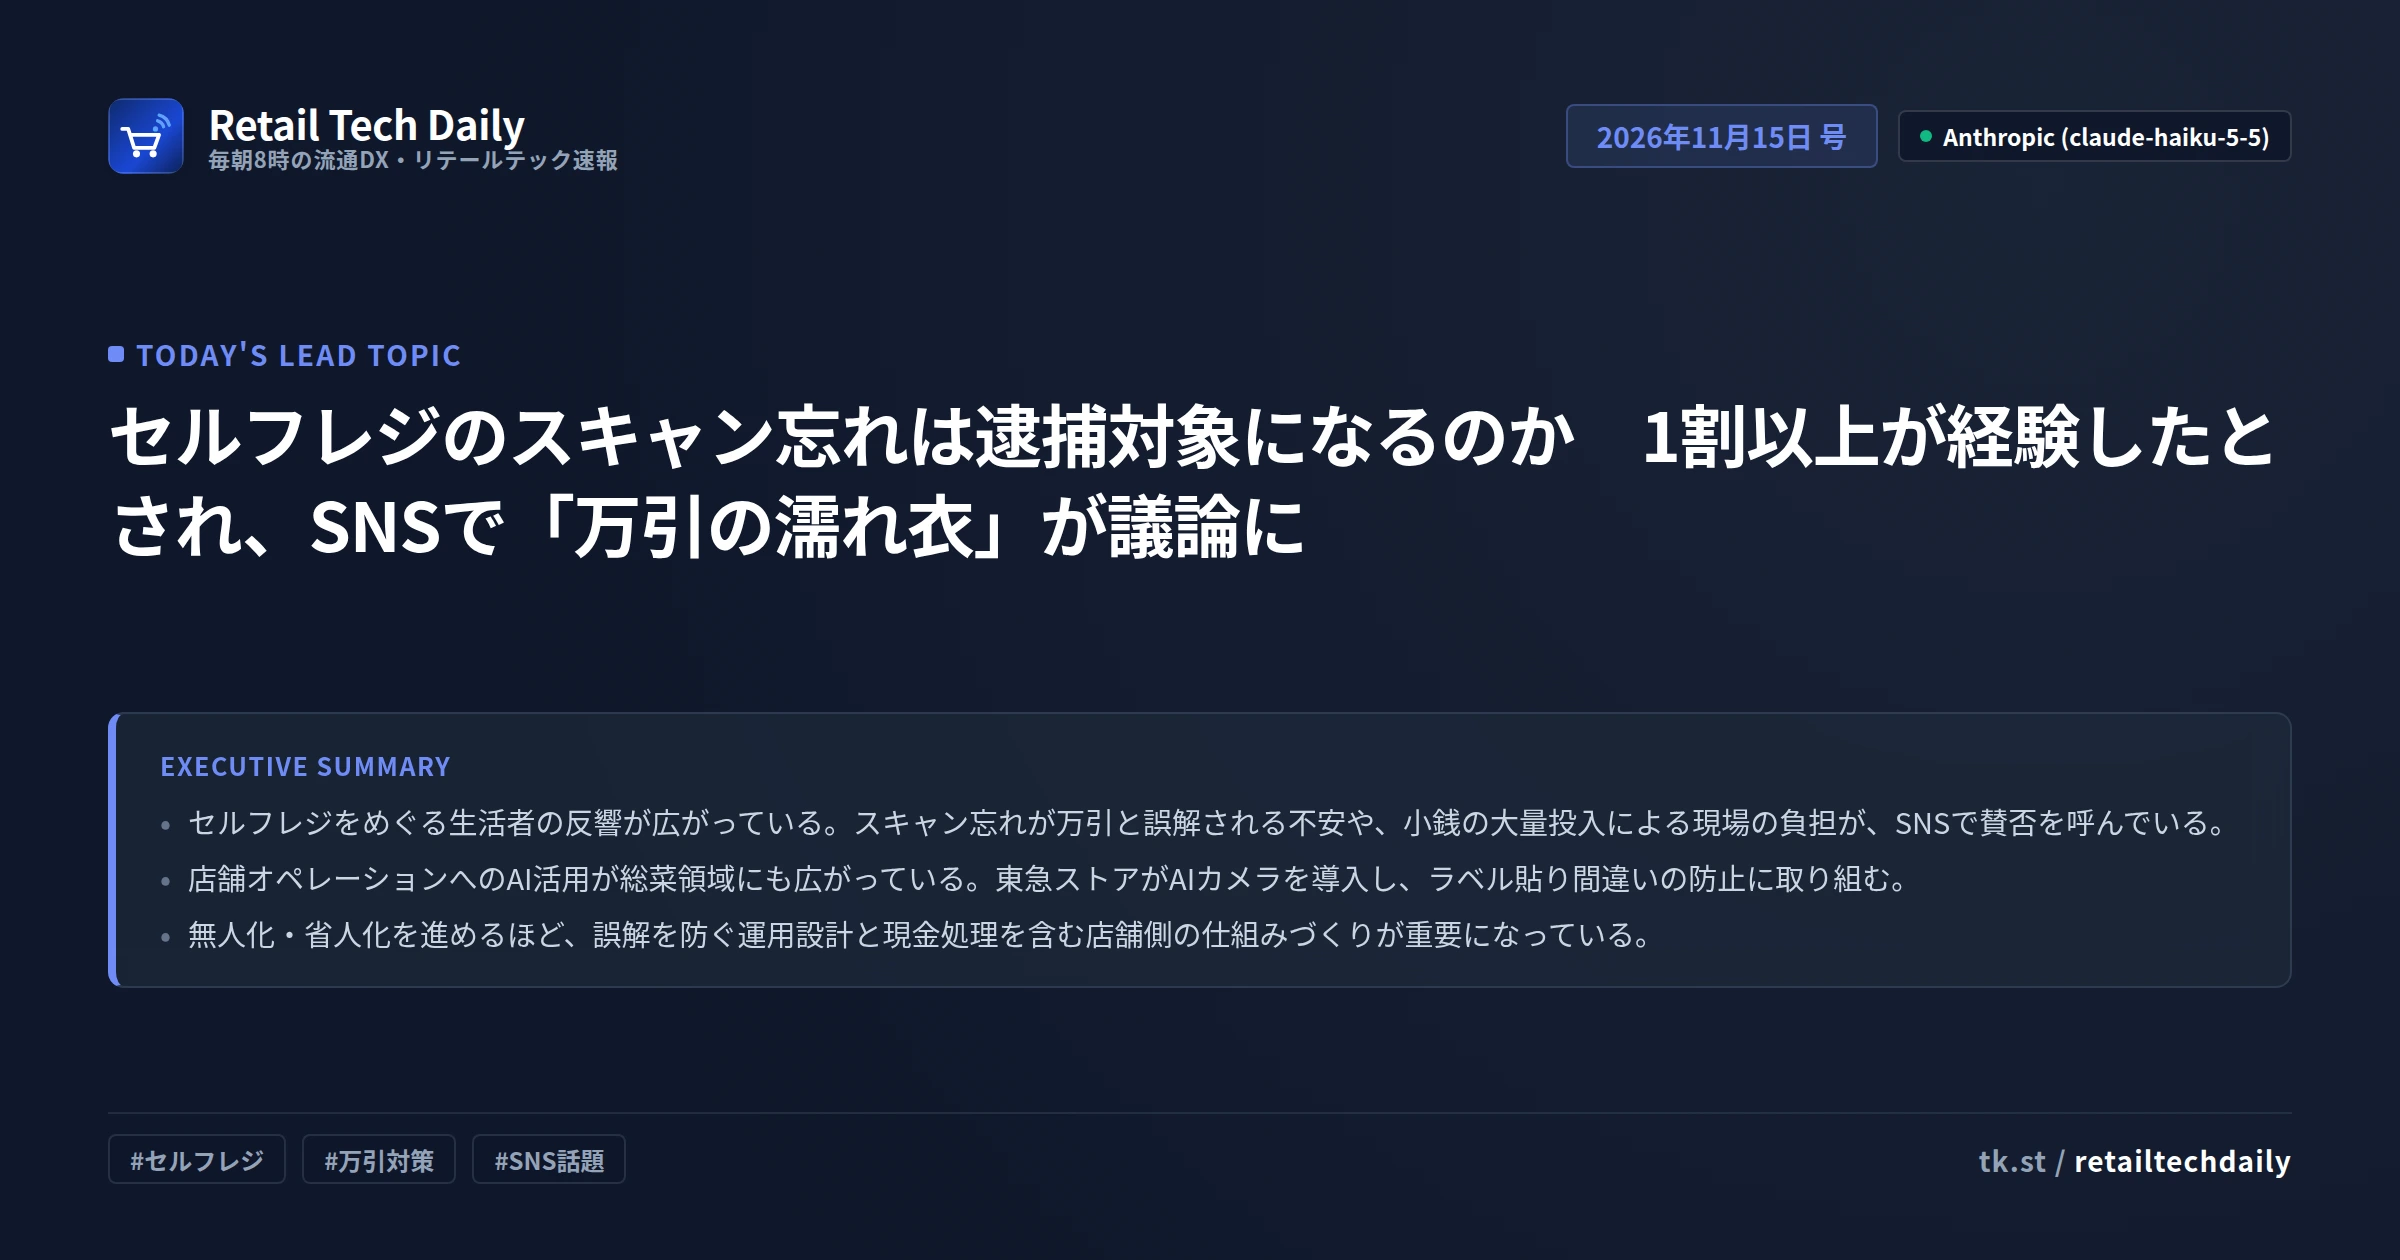 Retail Tech Daily
毎朝8時の流通DX・リテールテック速報
2026年11月15日 号
Anthropic (claude-haiku-5-5)
TODAY'S LEAD TOPIC
セルフレジのスキャン忘れは逮捕対象になるのか　1割以上が経験したと
され、SNSで「万引の濡れ衣」が議論に
EXECUTIVE SUMMARY
• セルフレジをめぐる生活者の反響が広がっている。スキャン忘れが万引と誤解される不安や、小銭の大量投入による現場の負担が、SNSで賛否を呼んでいる。
• 店舗オペレーションへのAI活用が総菜領域にも広がっている。東急ストアがAIカメラを導入し、ラベル貼り間違いの防止に取り組む。
• 無人化・省人化を進めるほど、誤解を防ぐ運用設計と現金処理を含む店舗側の仕組みづくりが重要になっている。
#セルフレジ
#万引対策
#SNS話題
tk.st / retailtechdaily